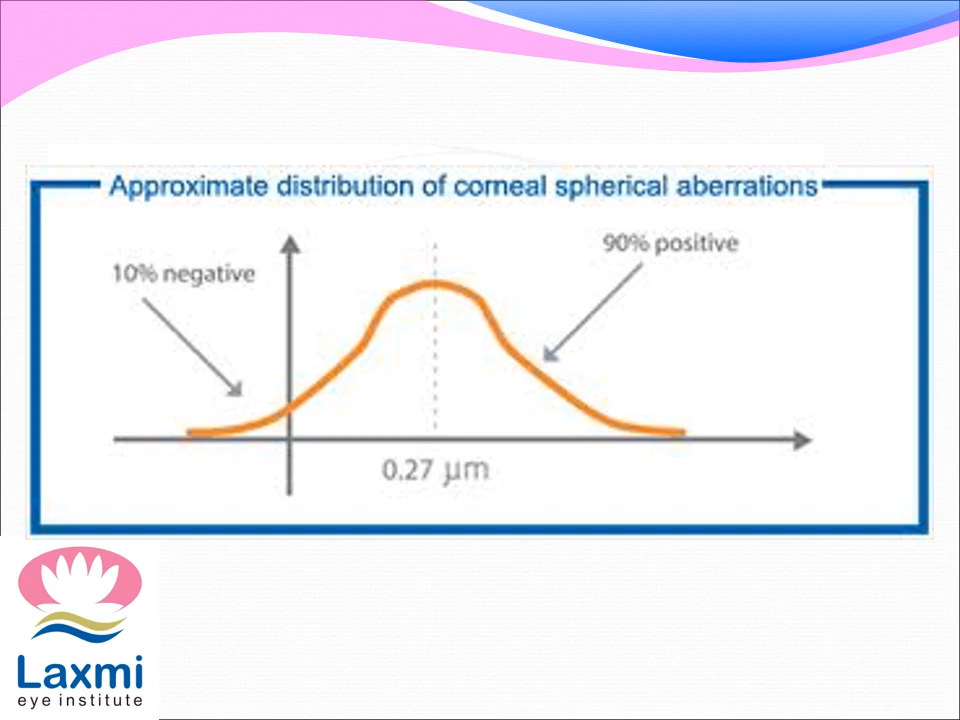 Approximate distribution of corneal spherical aberrations
90% positive
10% negative
0.27 µm
Laxmi
eye institute